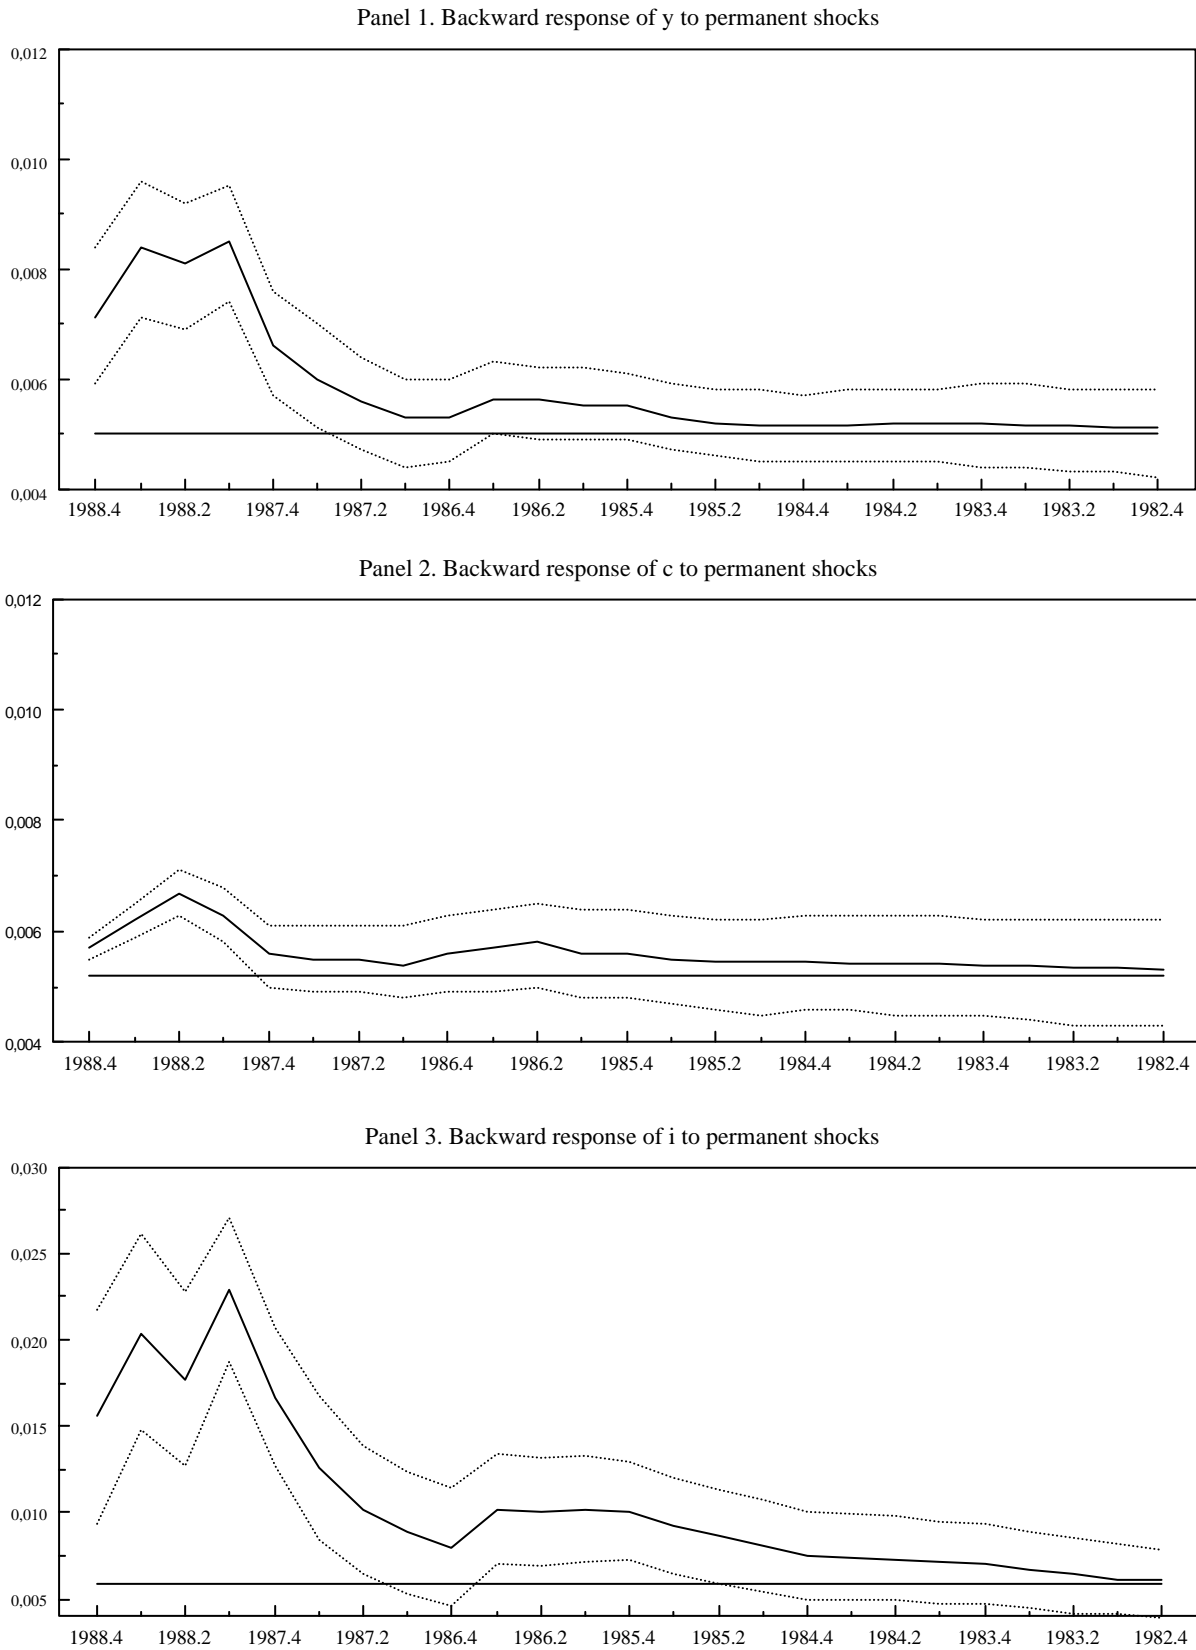 Panel 1. Backward response of y to permanent shocks
0,012
0,010
0,008
0,006
0,004
1988.4 1988.2 1987.4 1987.2 1986.4 1986.2 1985.4 1985.2 1984.4 1984.2 1983.4 1983.2 1982.4
Panel 2. Backward response of c to permanent shocks
0,012
0,010
0,008
0,006
0,004
1988.4 1988.2 1987.4 1987.2 1986.4 1986.2 1985.4 1985.2 1984.4 1984.2 1983.4 1983.2 1982.4
Panel 3. Backward response of i to permanent shocks
0,030
0,025
0,020
0,015
0,010
0,005
1988.4 1988.2 1987.4 1987.2 1986.4 1986.2 1985.4 1985.2 1984.4 1984.2 1983.4 1983.2 1982.4